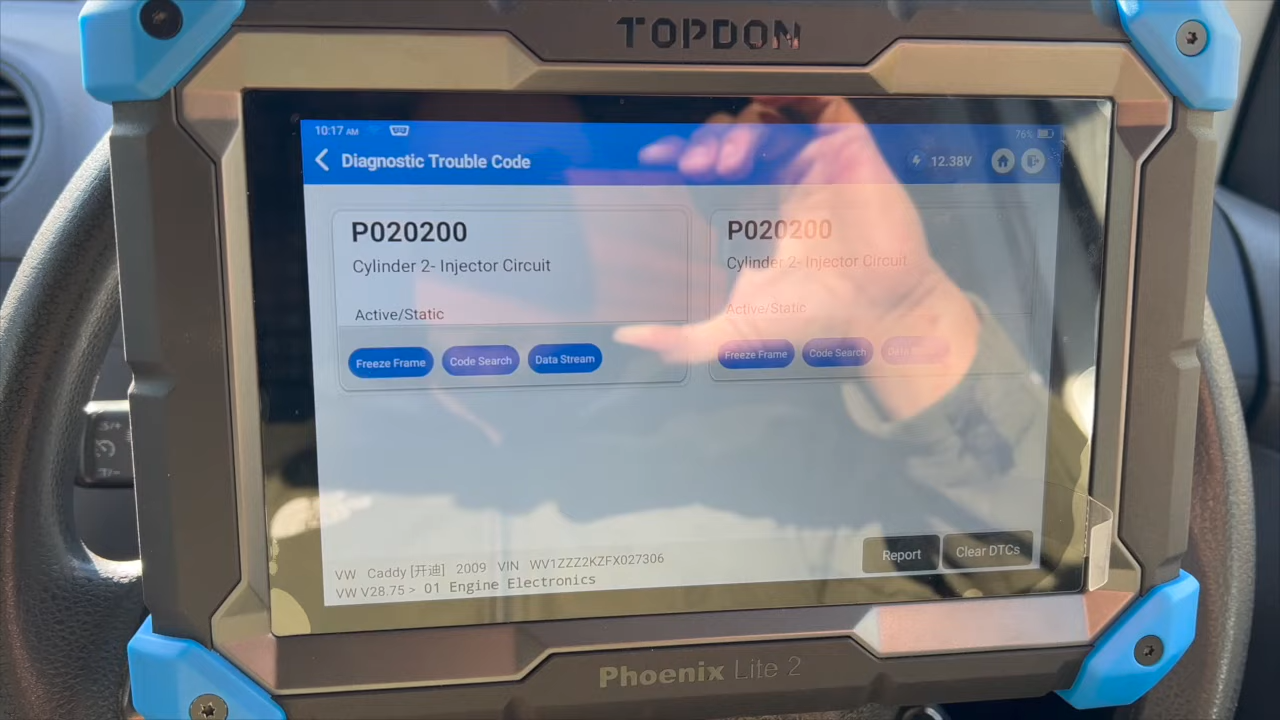 TOPDON
10:17 AM
76%
Diagnostic Trouble Code
12.38V
P020200
Cylinder 2- Injector Circuit
Active/Static
Freeze Frame Code Search Data Stream
P020200
Cylinder 2- Injector Circuit
Active/Static
Freeze Frame Code Search Data Stream
Report Clear DTCs
VW Caddy [开迪] 2009 VIN WV1ZZZ2KZFX027306
VW V28.75 > 01 Engine Electronics
Phoenix Lite 2